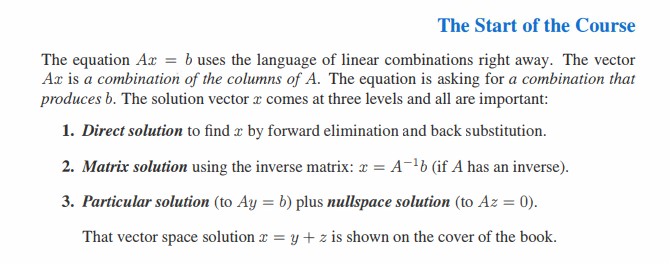 The Start of the Course
The equation Ax = b uses the language of linear combinations right away. The vector
Ax is a combination of the columns of A. The equation is asking for a combination that
produces b. The solution vector x comes at three levels and all are important:
1. Direct solution to find x by forward elimination and back substitution.
2. Matrix solution using the inverse matrix: x = A⁻¹b (if A has an inverse).
3. Particular solution (to Ay = b) plus nullspace solution (to Az = 0).
That vector space solution x = y + z is shown on the cover of the book.